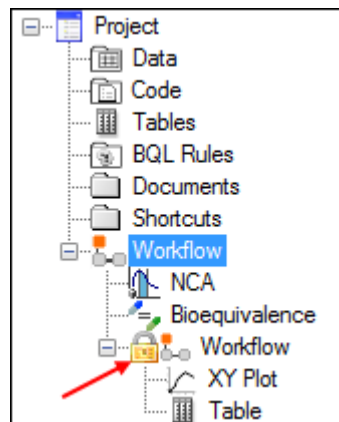 Project
Data
Code
Tables
BQL Rules
Documents
Shortcuts
Workflow
NCA
Bioequivalence
Workflow
XY Plot
Table